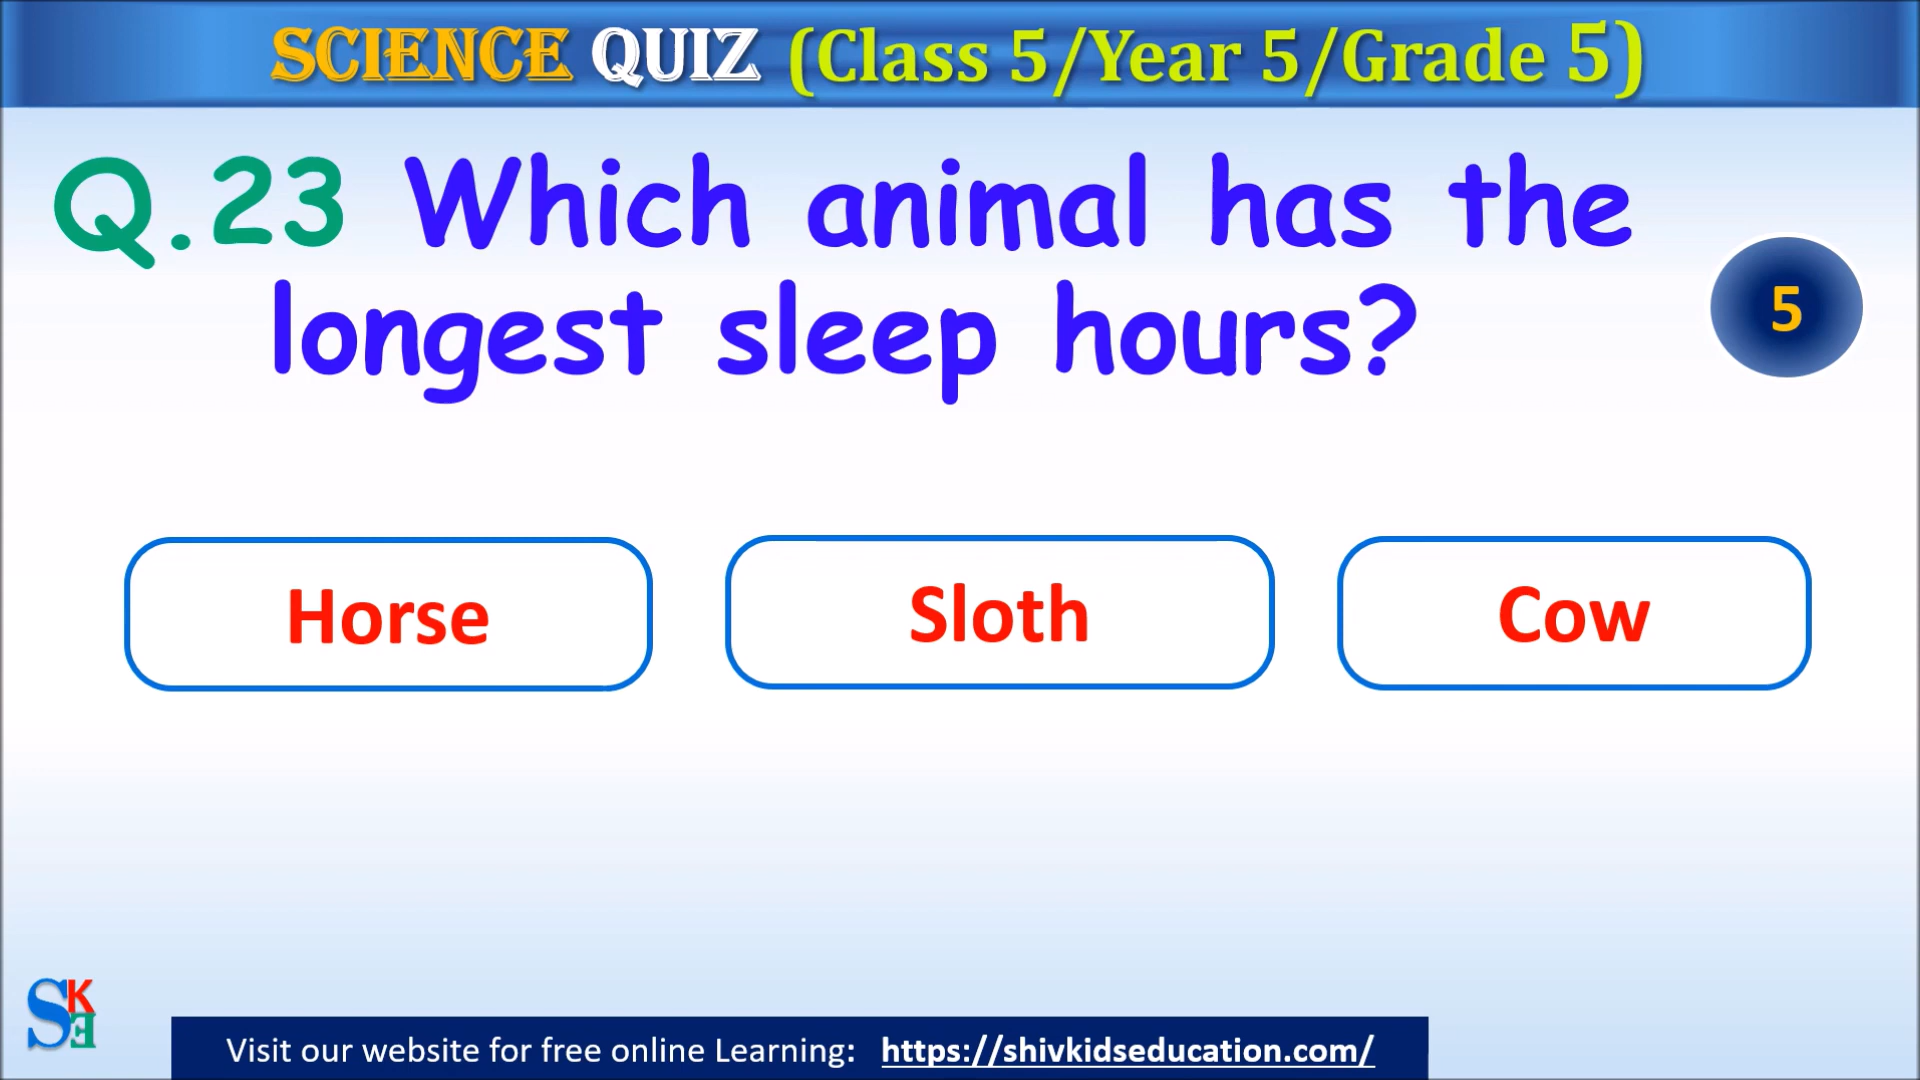 SCIENCE QUIZ (Class 5/Year 5/Grade 5)
Q.23 Which animal has the
longest sleep hours?
5
Horse
Sloth
Cow
SKE
Visit our website for free online Learning: https://shivkidseducation.com/